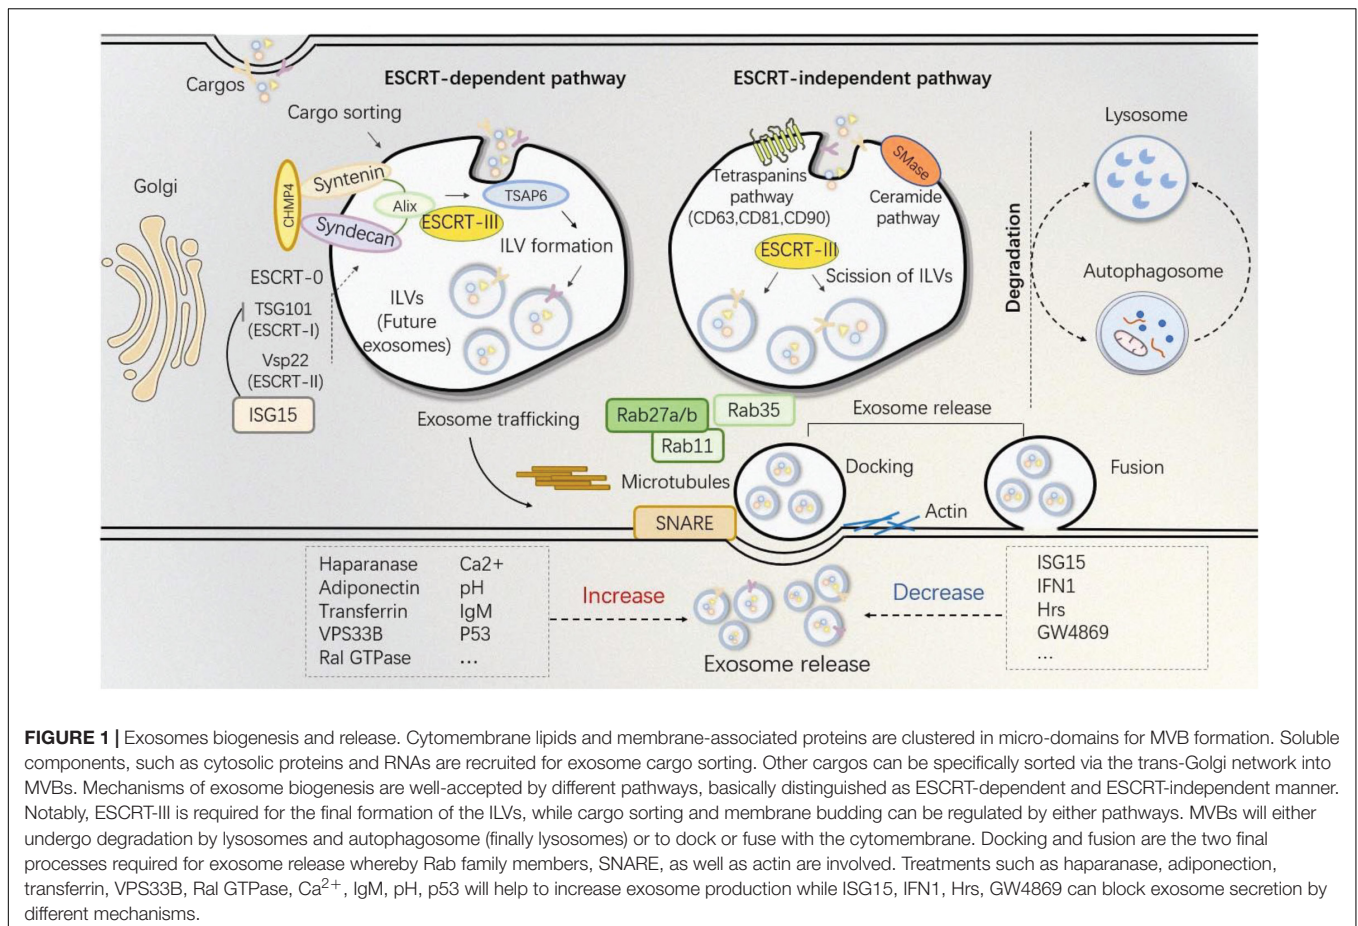 Cargos
ESCRT-dependent pathway
ESCRT-independent pathway
Cargo sorting
Golgi
CHMP4
Syntenin
Syndecan
Alix
ESCRT-III
TSAP6
ILV formation
ILVs
(Future
exosomes)
ESCRT-0
TSG101
(ESCRT-I)
Vsp22
(ESCRT-II)
ISG15
Tetraspanins
pathway
(CD63,CD81,CD90)
SMase
Ceramide
pathway
ESCRT-III
Scission of ILVs
Degradation
Lysosome
Autophagosome
Exosome trafficking
Rab27a/b
Rab35
Rab11
Microtubules
SNARE
Exosome release
Docking
Fusion
Actin
Haparanase Ca2+
Adiponectin pH
Transferrin IgM
VPS33B P53
Ral GTPase ...
Increase
Exosome release
Decrease
ISG15
IFN1
Hrs
GW4869
...
FIGURE 1 | Exosomes biogenesis and release. Cytomembrane lipids and membrane-associated proteins are clustered in micro-domains for MVB formation. Soluble
components, such as cytosolic proteins and RNAs are recruited for exosome cargo sorting. Other cargos can be specifically sorted via the trans-Golgi network into
MVBs. Mechanisms of exosome biogenesis are well-accepted by different pathways, basically distinguished as ESCRT-dependent and ESCRT-independent manner.
Notably, ESCRT-III is required for the final formation of the ILVs, while cargo sorting and membrane budding can be regulated by either pathways. MVBs will either
undergo degradation by lysosomes and autophagosome (finally lysosomes) or to dock or fuse with the cytomembrane. Docking and fusion are the two final
processes required for exosome release whereby Rab family members, SNARE, as well as actin are involved. Treatments such as haparanase, adiponection,
transferrin, VPS33B, Ral GTPase, Ca2+, IgM, pH, p53 will help to increase exosome production while ISG15, IFN1, Hrs, GW4869 can block exosome secretion by
different mechanisms.